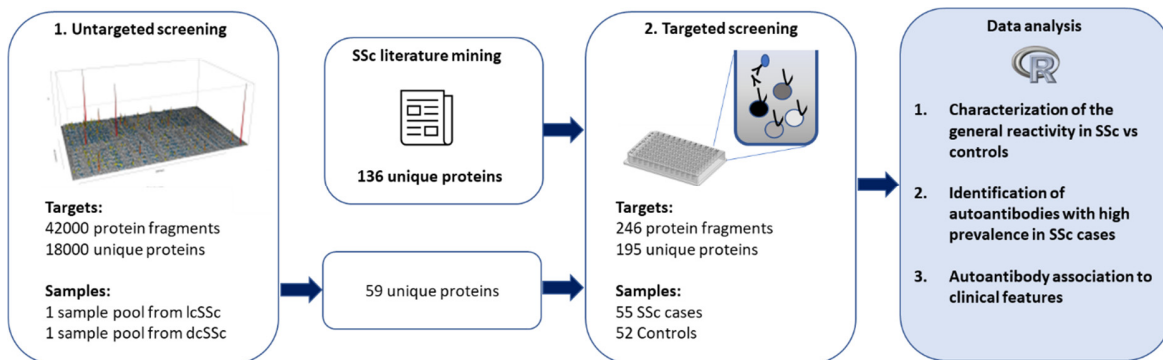 1. Untargeted screening
Targets:
42000 protein fragments
18000 unique proteins
Samples:
1 sample pool from lcSSc
1 sample pool from dcSSc
SSc literature mining
136 unique proteins
59 unique proteins
2. Targeted screening
Targets:
246 protein fragments
195 unique proteins
Samples:
55 SSc cases
52 Controls
Data analysis
R
1. Characterization of the
general reactivity in SSc vs
controls
2. Identification of
autoantibodies with high
prevalence in SSc cases
3. Autoantibody association to
clinical features